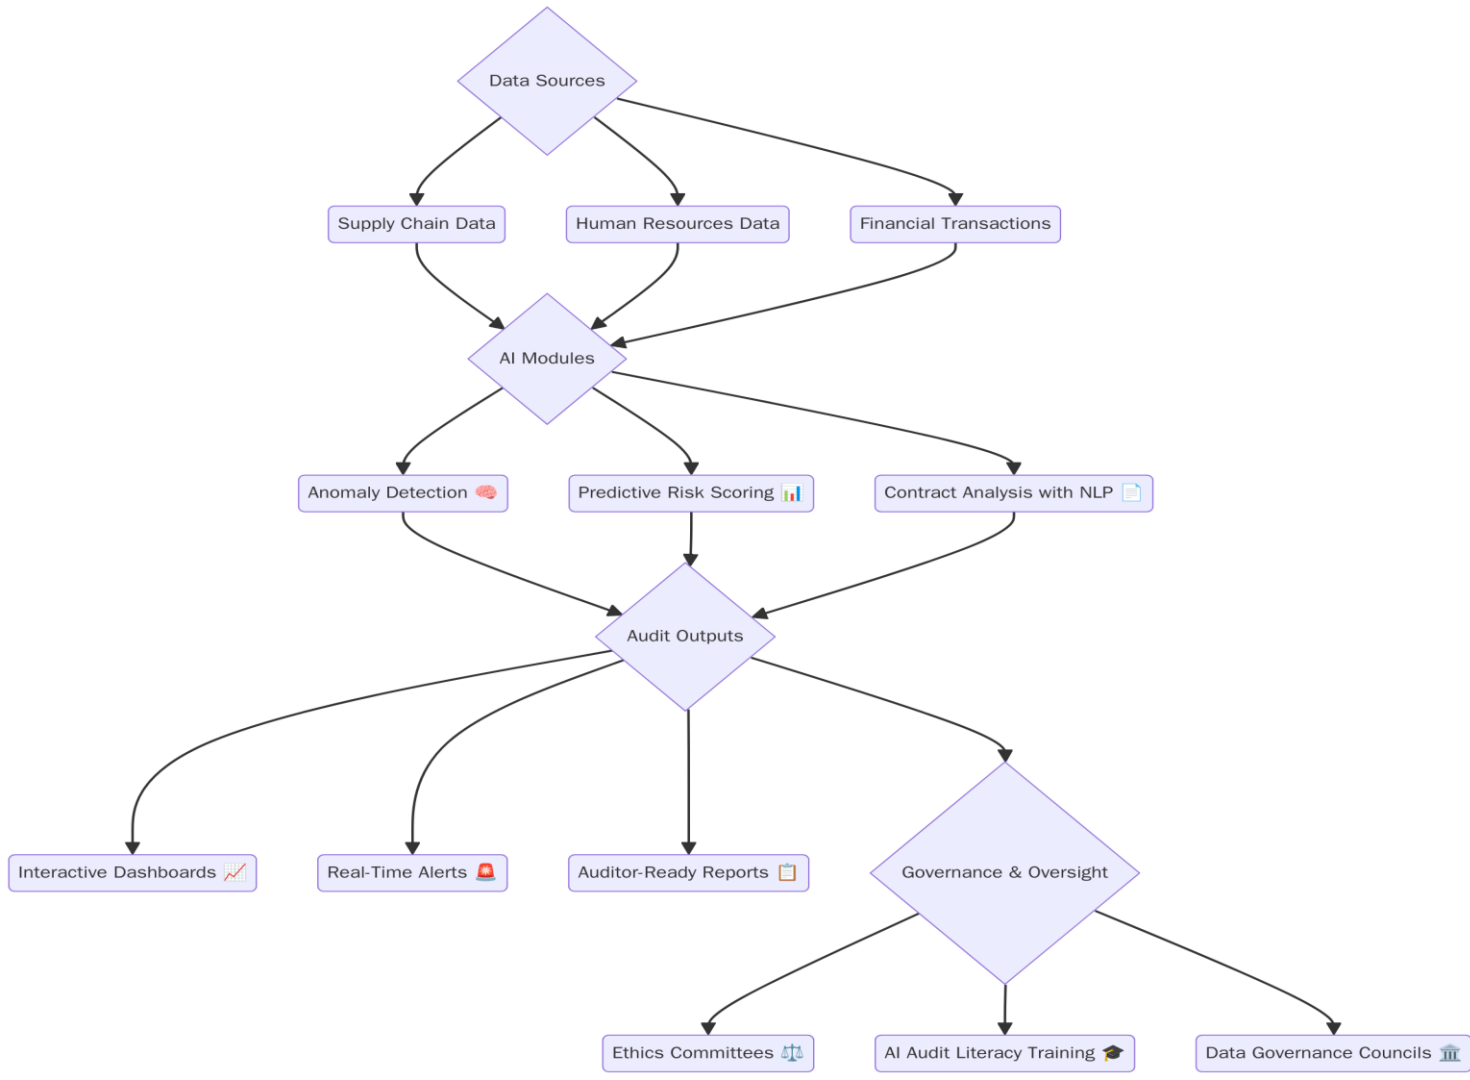 Data Sources
Supply Chain Data
Human Resources Data
Financial Transactions
AI Modules
Anomaly Detection 🧠
Predictive Risk Scoring 📊
Contract Analysis with NLP 📄
Audit Outputs
Interactive Dashboards 📈
Real-Time Alerts 🚨
Auditor-Ready Reports 📋
Governance & Oversight
Ethics Committees ⚖️
AI Audit Literacy Training 🎓
Data Governance Councils 🏛️